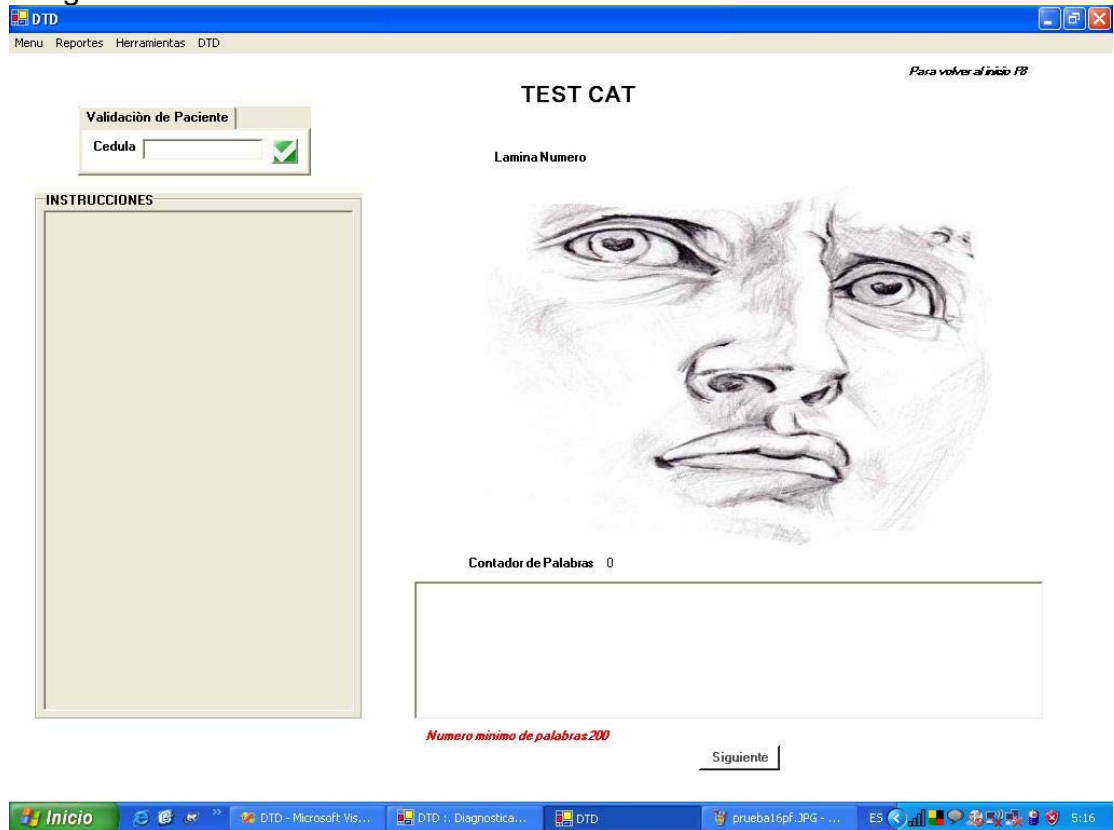 DTD
Menu Reportes Herramientas DTD
Para volver al inicio F8
TEST CAT
Validaciòn de Paciente
Cedula
Lamina Numero
INSTRUCCIONES
Contador de Palabras 0
Numero minimo de palabras 200
Siguiente
Inicio DTD - Microsoft Vis... DTD :. Diagnostica... DTD prueba16pf.JPG - ... ES 5:16